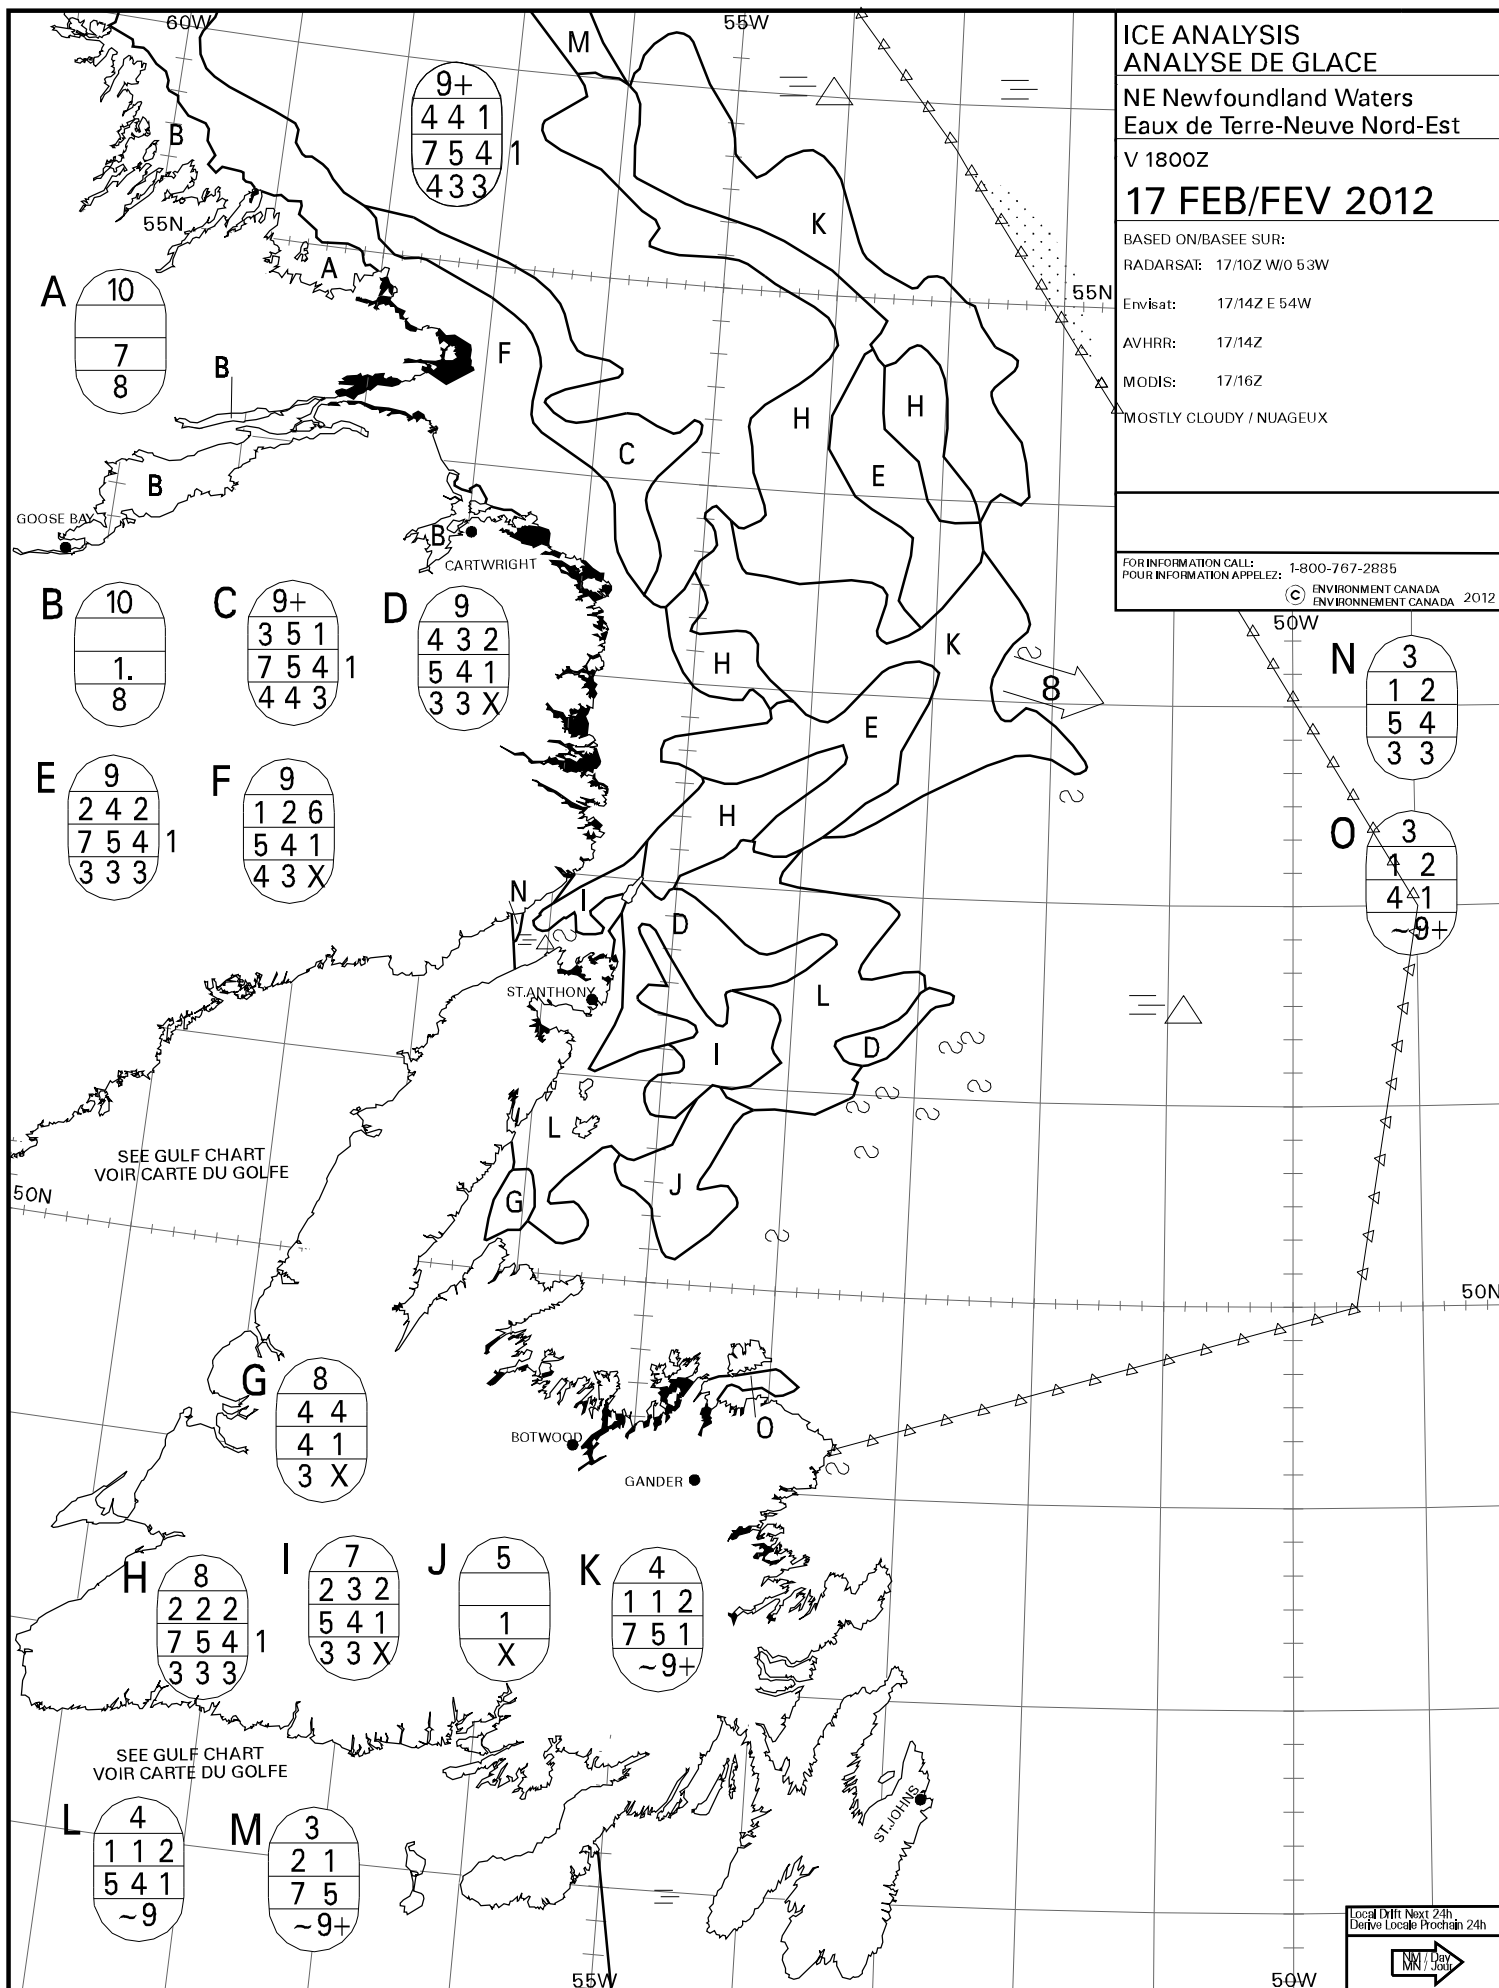 60W
55W
M
ICE ANALYSIS
ANALYSE DE GLACE
NE Newfoundland Waters
Eaux de Terre-Neuve Nord-Est
V 1800Z
17 FEB/FEV 2012
BASED ON/BASEE SUR:
RADARSAT: 17/10Z W/O 53W
Envisat: 17/14Z E 54W
AVHRR: 17/14Z
MODIS: 17/16Z
MOSTLY CLOUDY / NUAGEUX
FOR INFORMATION CALL:
POUR INFORMATION APPELEZ: 1-800-767-2885
© ENVIRONMENT CANADA
ENVIRONNEMENT CANADA 2012
9+
4 4 1
7 5 4 1
4 3 3
B
K
55N
A
55N
A
10
7
8
F
B
H
H
C
E
B
GOOSE BAY
B
CARTWRIGHT
B
10
1.
8
C
9+
3 5 1
7 5 4 1
4 4 3
D
9
4 3 2
5 4 1
3 3 X
50W
K
H
8
N
3
1 2
5 4
3 3
E
E
9
2 4 2
7 5 4 1
3 3 3
F
9
1 2 6
5 4 1
4 3 X
H
O
3
1 2
4 1
~9+
N
I
D
ST.ANTHONY
L
I
D
L
SEE GULF CHART
VOIR CARTE DU GOLFE
50N
G
J
50N
G
8
4 4
4 1
3 X
O
BOTWOOD
GANDER
H
8
2 2 2
7 5 4 1
3 3 3
I
7
2 3 2
5 4 1
3 3 X
J
5
1
X
K
4
1 1 2
7 5 1
~9+
SEE GULF CHART
VOIR CARTE DU GOLFE
ST.JOHNS
L
4
1 1 2
5 4 1
~9
M
3
2 1
7 5
~9+
55W
50W
Local Drift Next 24h
Derive Locale Prochain 24h
NM / Day
MN / Jour